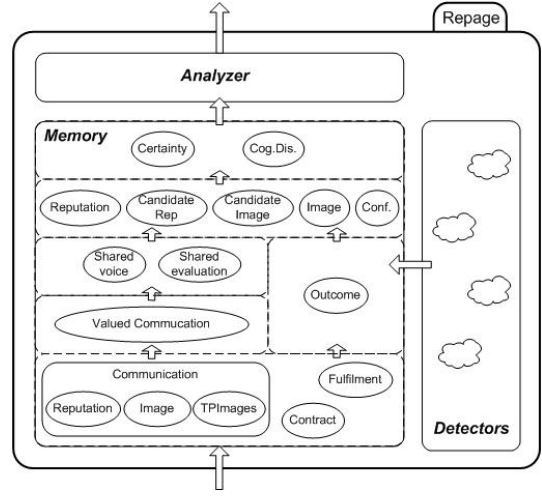 Repage
Analyzer
Memory
Certainty
Cog.Dis.
Reputation
Candidate
Rep
Candidate
Image
Image
Conf.
Shared
voice
Shared
evaluation
Outcome
Valued Commucation
Communication
Reputation
Image
TPImages
Fulfilment
Contract
Detectors